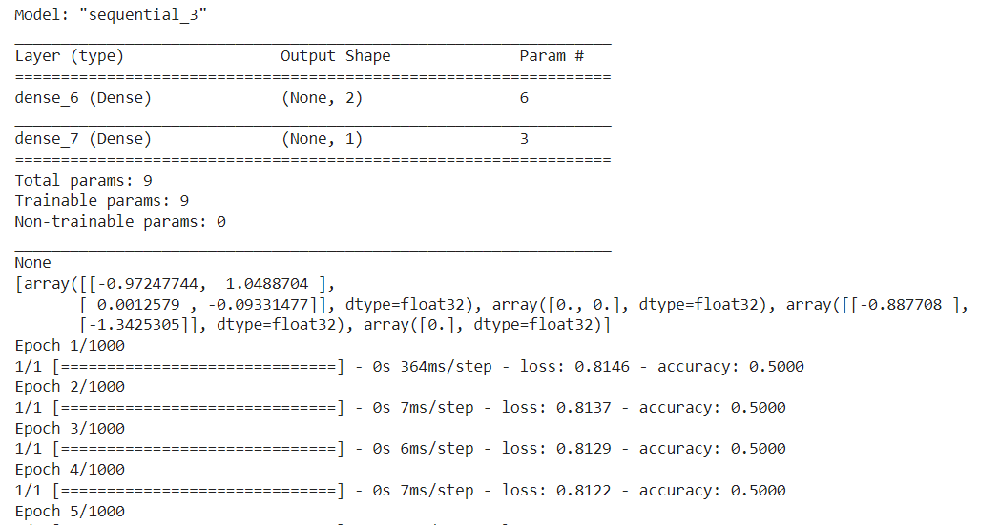 Model: "sequential_3"
_________________________________________________________________
Layer (type)                 Output Shape              Param #
=================================================================
dense_6 (Dense)              (None, 2)                 6
_________________________________________________________________
dense_7 (Dense)              (None, 1)                 3
=================================================================
Total params: 9
Trainable params: 9
Non-trainable params: 0
_________________________________________________________________
None
[array([[-0.97247744,  1.0488704 ],
       [ 0.0012579 , -0.09331477]], dtype=float32), array([0., 0.], dtype=float32), array([[-0.887708 ],
       [-1.3425305]], dtype=float32), array([0.], dtype=float32)]
Epoch 1/1000
1/1 [==============================] - 0s 364ms/step - loss: 0.8146 - accuracy: 0.5000
Epoch 2/1000
1/1 [==============================] - 0s 7ms/step - loss: 0.8137 - accuracy: 0.5000
Epoch 3/1000
1/1 [==============================] - 0s 6ms/step - loss: 0.8129 - accuracy: 0.5000
Epoch 4/1000
1/1 [==============================] - 0s 7ms/step - loss: 0.8122 - accuracy: 0.5000
Epoch 5/1000